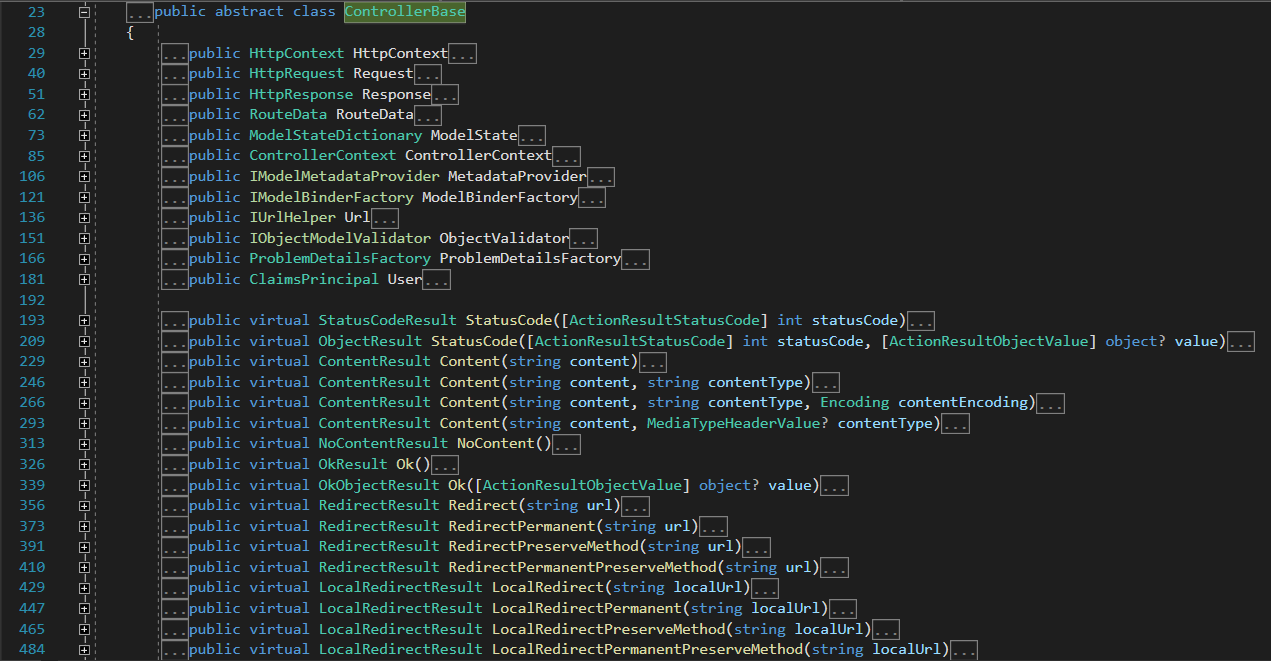 23 ...public abstract class ControllerBase
28 {
29 ...public HttpContext HttpContext...
40 ...public HttpRequest Request...
51 ...public HttpResponse Response...
62 ...public RouteData RouteData...
73 ...public ModelStateDictionary ModelState...
85 ...public ControllerContext ControllerContext...
106 ...public IModelMetadataProvider MetadataProvider...
121 ...public IModelBinderFactory ModelBinderFactory...
136 ...public IUrlHelper Url...
151 ...public IObjectModelValidator ObjectValidator...
166 ...public ProblemDetailsFactory ProblemDetailsFactory...
181 ...public ClaimsPrincipal User...
192
193 ...public virtual StatusCodeResult StatusCode([ActionResultStatusCode] int statusCode)...
209 ...public virtual ObjectResult StatusCode([ActionResultStatusCode] int statusCode, [ActionResultObjectValue] object? value)...
229 ...public virtual ContentResult Content(string content)...
246 ...public virtual ContentResult Content(string content, string contentType)...
266 ...public virtual ContentResult Content(string content, string contentType, Encoding contentEncoding)...
293 ...public virtual ContentResult Content(string content, MediaTypeHeaderValue? contentType)...
313 ...public virtual NoContentResult NoContent()...
326 ...public virtual OkResult Ok()...
339 ...public virtual OkObjectResult Ok([ActionResultObjectValue] object? value)...
356 ...public virtual RedirectResult Redirect(string url)...
373 ...public virtual RedirectResult RedirectPermanent(string url)...
391 ...public virtual RedirectResult RedirectPreserveMethod(string url)...
410 ...public virtual RedirectResult RedirectPermanentPreserveMethod(string url)...
429 ...public virtual LocalRedirectResult LocalRedirect(string localUrl)...
447 ...public virtual LocalRedirectResult LocalRedirectPermanent(string localUrl)...
465 ...public virtual LocalRedirectResult LocalRedirectPreserveMethod(string localUrl)...
484 ...public virtual LocalRedirectResult LocalRedirectPermanentPreserveMethod(string localUrl)...